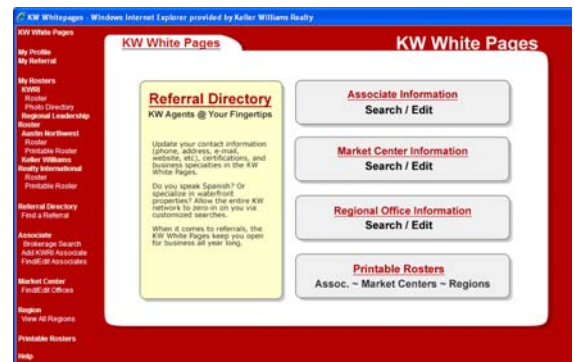 KW Whitepages - Windows Internet Explorer provided by Keller Williams Realty
KW White Pages
My Profile
My Referral
My Rosters
KWRI
Roster
Photo Directory
Regional Leadership
Roster
Austin Northwest
Roster
Printable Roster
Keller Williams
Realty International
Roster
Printable Roster
Referral Directory
Find a Referral
Associate
Brokerage Search
Add KWRI Associate
Find/Edit Associates
Market Center
Find/Edit Offices
Region
View All Regions
Printable Rosters
Help
KW White Pages
KW White Pages
Referral Directory
KW Agents @ Your Fingertips
Update your contact information
(phone, address, e-mail,
website, etc), certifications, and
business specialties in the KW
White Pages.
Do you speak Spanish? Or
specialize in waterfront
properties? Allow the entire KW
network to zero-in on you via
customized searches.
When it comes to referrals, the
KW White Pages keep you open
for business all year long.
Associate Information
Search / Edit
Market Center Information
Search / Edit
Regional Office Information
Search / Edit
Printable Rosters
Assoc. ~ Market Centers ~ Regions